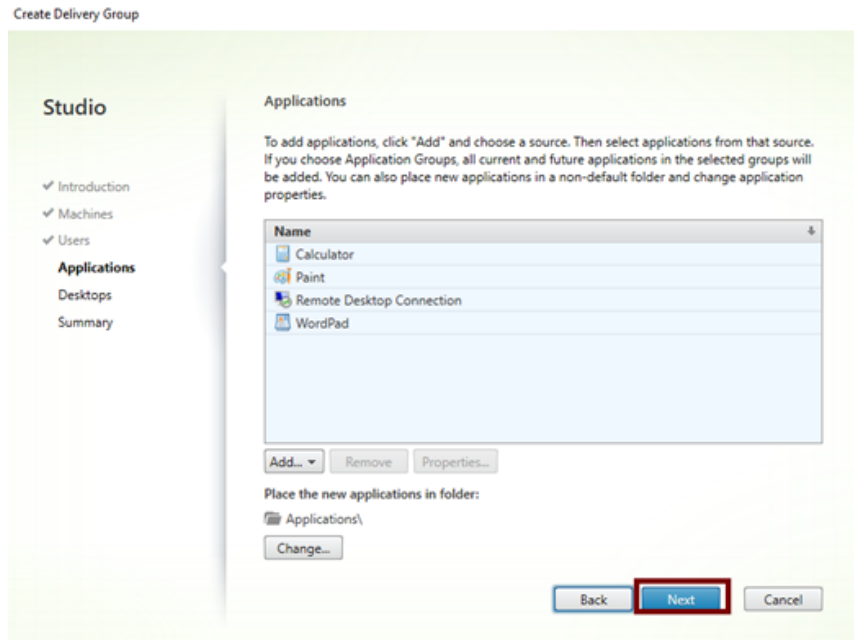 Create Delivery Group
Studio
Introduction
Machines
Users
Applications
Desktops
Summary
Applications
To add applications, click "Add" and choose a source. Then select applications from that source.
If you choose Application Groups, all current and future applications in the selected groups will
be added. You can also place new applications in a non-default folder and change application
properties.
Name
Calculator
Paint
Remote Desktop Connection
WordPad
Add... Remove Properties...
Place the new applications in folder:
Applications\
Change...
Back Next Cancel